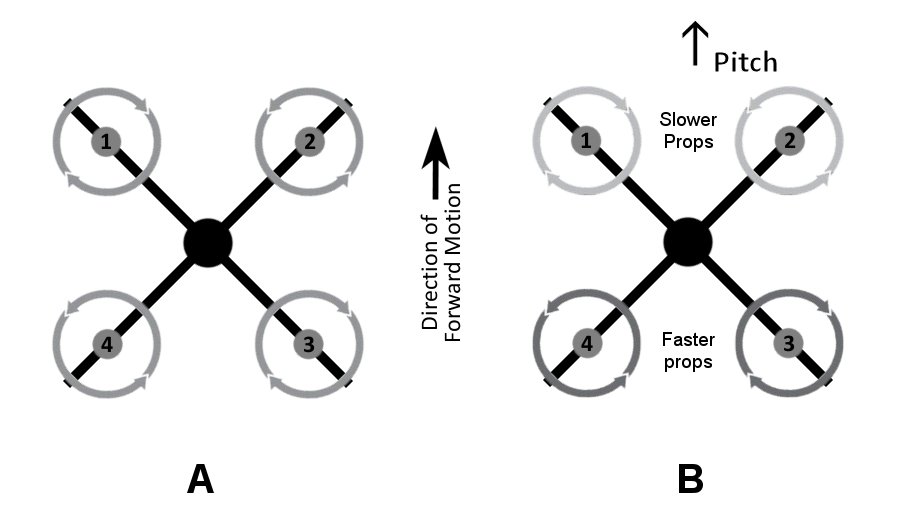 Pitch
1
2
Slower
Props
1
2
Direction of
Forward Motion
4
3
4
Faster
props
3
A
B